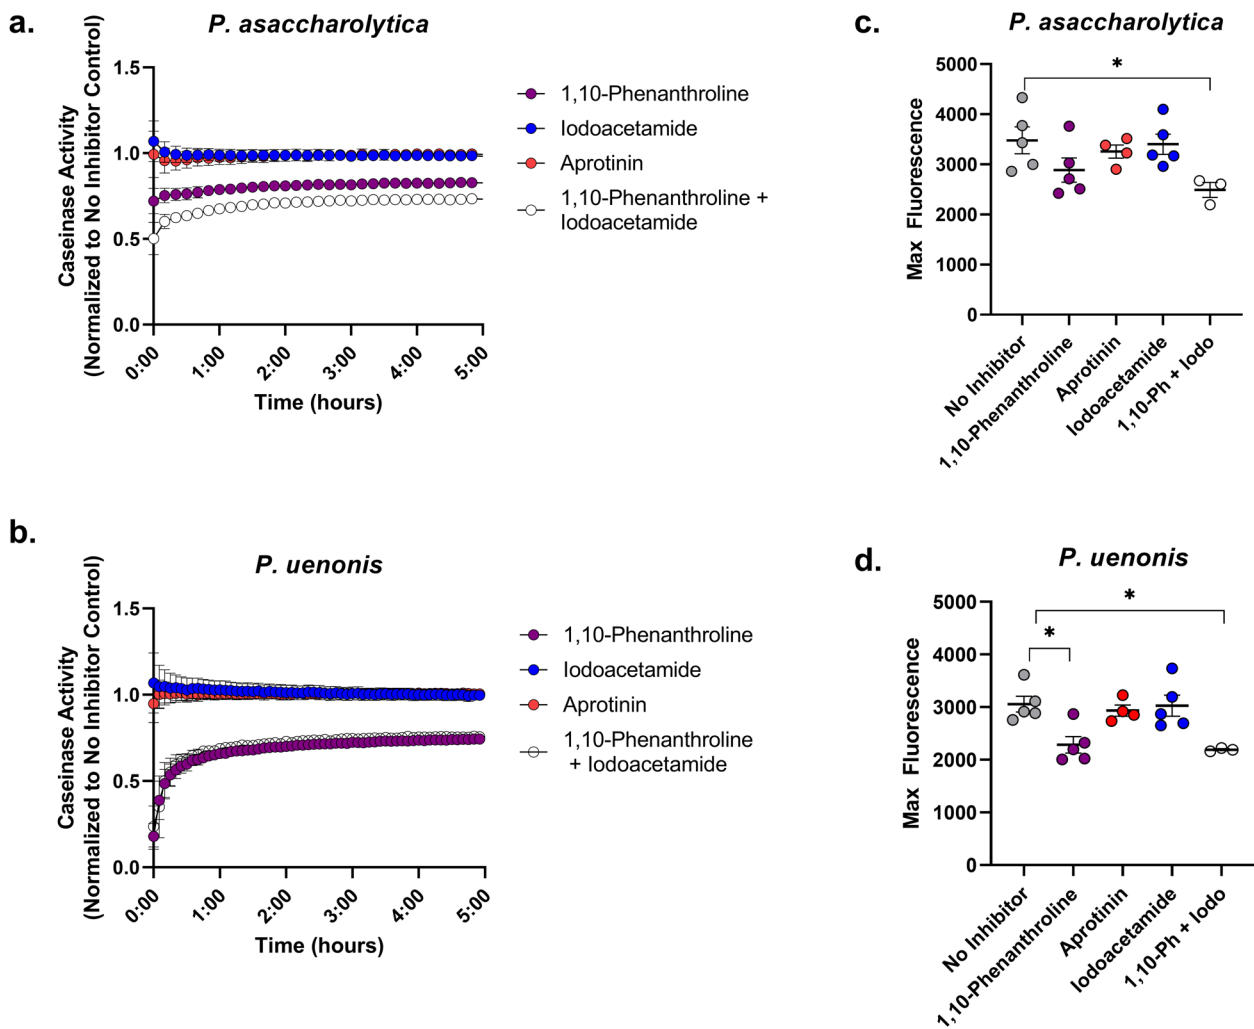 a.
P. asaccharolytica
Caseinase Activity
(Normalized to No Inhibitor Control)
1.5
1.0
0.5
0.0
0:00
1:00
2:00
3:00
4:00
5:00
Time (hours)
1,10-Phenanthroline
Iodoacetamide
Aprotinin
1,10-Phenanthroline +
Iodoacetamide
c.
P. asaccharolytica
Max Fluorescence
5000
4000
3000
2000
1000
0
*
No Inhibitor
1,10-Phenanthroline
Aprotinin
Iodoacetamide
1,10-Ph + Iodo
b.
P. uenonis
Caseinase Activity
(Normalized to No Inhibitor Control)
1.5
1.0
0.5
0.0
0:00
1:00
2:00
3:00
4:00
5:00
Time (hours)
1,10-Phenanthroline
Iodoacetamide
Aprotinin
1,10-Phenanthroline
+ Iodoacetamide
d.
P. uenonis
Max Fluorescence
5000
4000
3000
2000
1000
0
*
*
No Inhibitor
1,10-Phenanthroline
Aprotinin
Iodoacetamide
1,10-Ph + Iodo